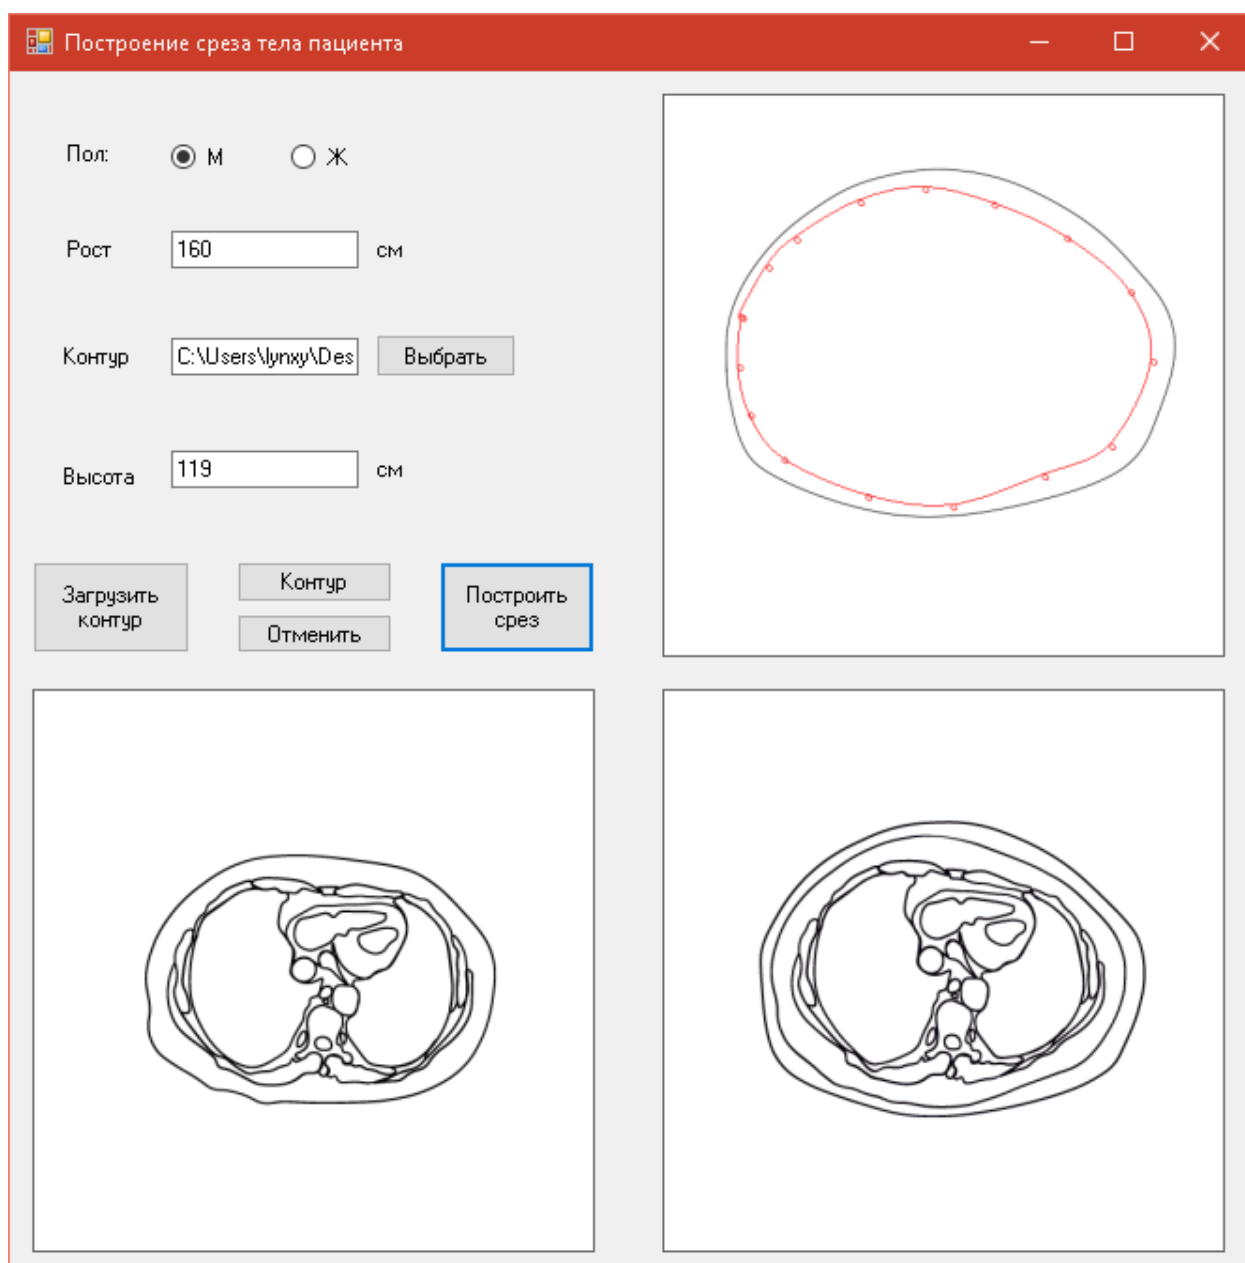 Построение среза тела пациента
Пол: М Ж
Рост 160 см
Контур C:\Users\lynxy\Des Выбрать
Высота 119 см
Загрузить
контур
Контур
Отменить
Построить
срез